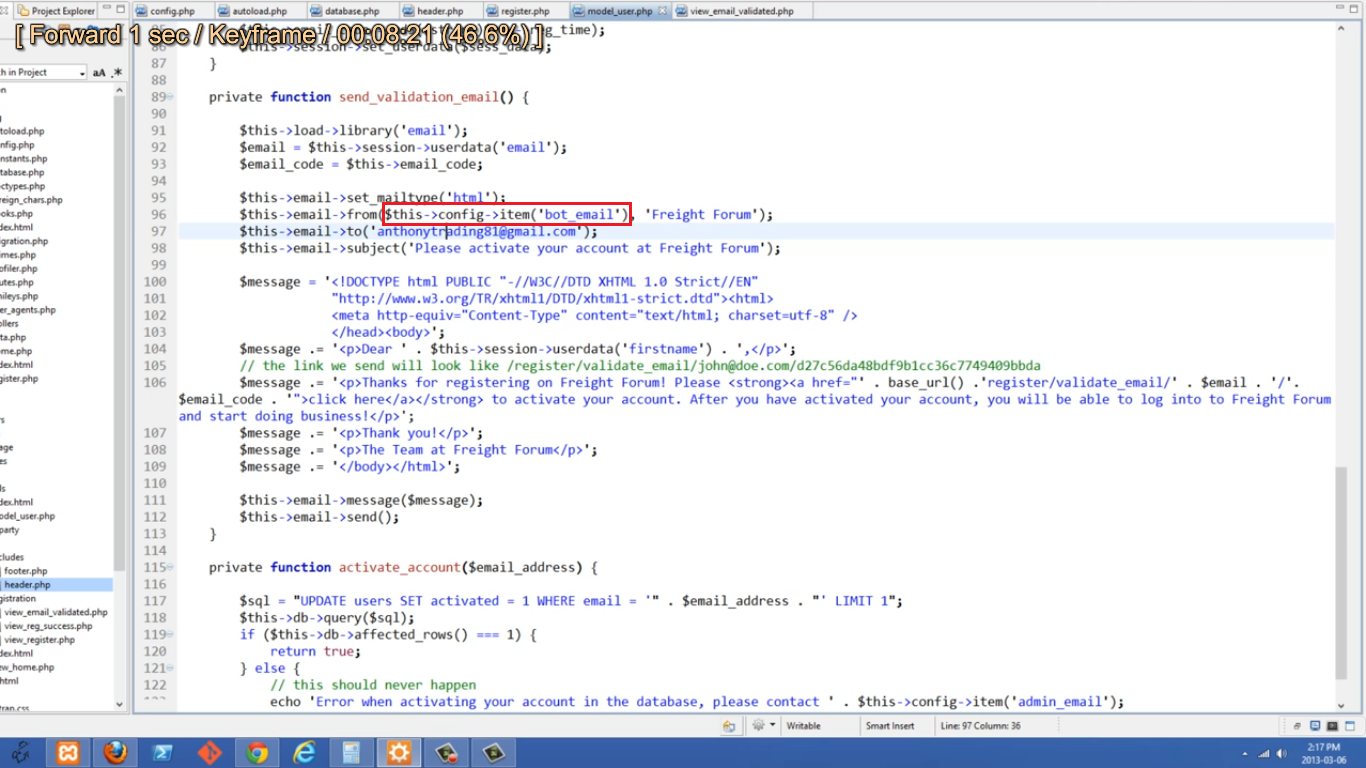 Project Explorer
config.php
autoload.php
database.php
header.php
register.php
model_user.php
view_email_validated.php
[ Forward 1 sec / Keyframe / 00:08:21 (46.6%) ]
_time);
86 $this->session->set_userdata($sess_data);
87 }
88
89 private function send_validation_email() {
90
91 $this->load->library('email');
92 $email = $this->session->userdata('email');
93 $email_code = $this->email_code;
94
95 $this->email->set_mailtype('html');
96 $this->email->from($this->config->item('bot_email'), 'Freight Forum');
97 $this->email->to('anthonytrading81@gmail.com');
98 $this->email->subject('Please activate your account at Freight Forum');
99
100 $message = '<!DOCTYPE html PUBLIC "-//W3C//DTD XHTML 1.0 Strict//EN"
101 "http://www.w3.org/TR/xhtml1/DTD/xhtml1-strict.dtd"><html>
102 <meta http-equiv="Content-Type" content="text/html; charset=utf-8" />
103 </head><body>';
104 $message .= '<p>Dear ' . $this->session->userdata('firstname') . ',</p>';
105 // the link we send will look like /register/validate_email/john@doe.com/d27c56da48bdf9b1cc36c7749409bbda
106 $message .= '<p>Thanks for registering on Freight Forum! Please <strong><a href="' . base_url() .'register/validate_email/' . $email . '/'.
$email_code . '">click here</a></strong> to activate your account. After you have activated your account, you will be able to log into to Freight Forum
and start doing business!</p>';
107 $message .= '<p>Thank you!</p>';
108 $message .= '<p>The Team at Freight Forum</p>';
109 $message .= '</body></html>';
110
111 $this->email->message($message);
112 $this->email->send();
113 }
114
115 private function activate_account($email_address) {
116
117 $sql = "UPDATE users SET activated = 1 WHERE email = '" . $email_address . "' LIMIT 1";
118 $this->db->query($sql);
119 if ($this->db->affected_rows() === 1) {
120 return true;
121 } else {
122 // this should never happen
echo 'Error when activating your account in the database, please contact ' . $this->config->item('admin_email');
ch in Project
aA .*
on
g
utoload.php
nfig.php
nstants.php
tabase.php
octypes.php
reign_chars.php
ooks.php
dex.html
igration.php
imes.php
ofiler.php
utes.php
mileys.php
er_agents.php
ollers
ta.php
ome.php
dex.html
gister.php
rs
age
es
ls
dex.html
odel_user.php
party
cludes
footer.php
header.php
gistration
view_email_validated.php
view_reg_success.php
view_register.php
dex.html
ew_home.php
html
trap.css
Writable
Smart Insert
Line: 97 Column: 36
2:17 PM
2013-03-06